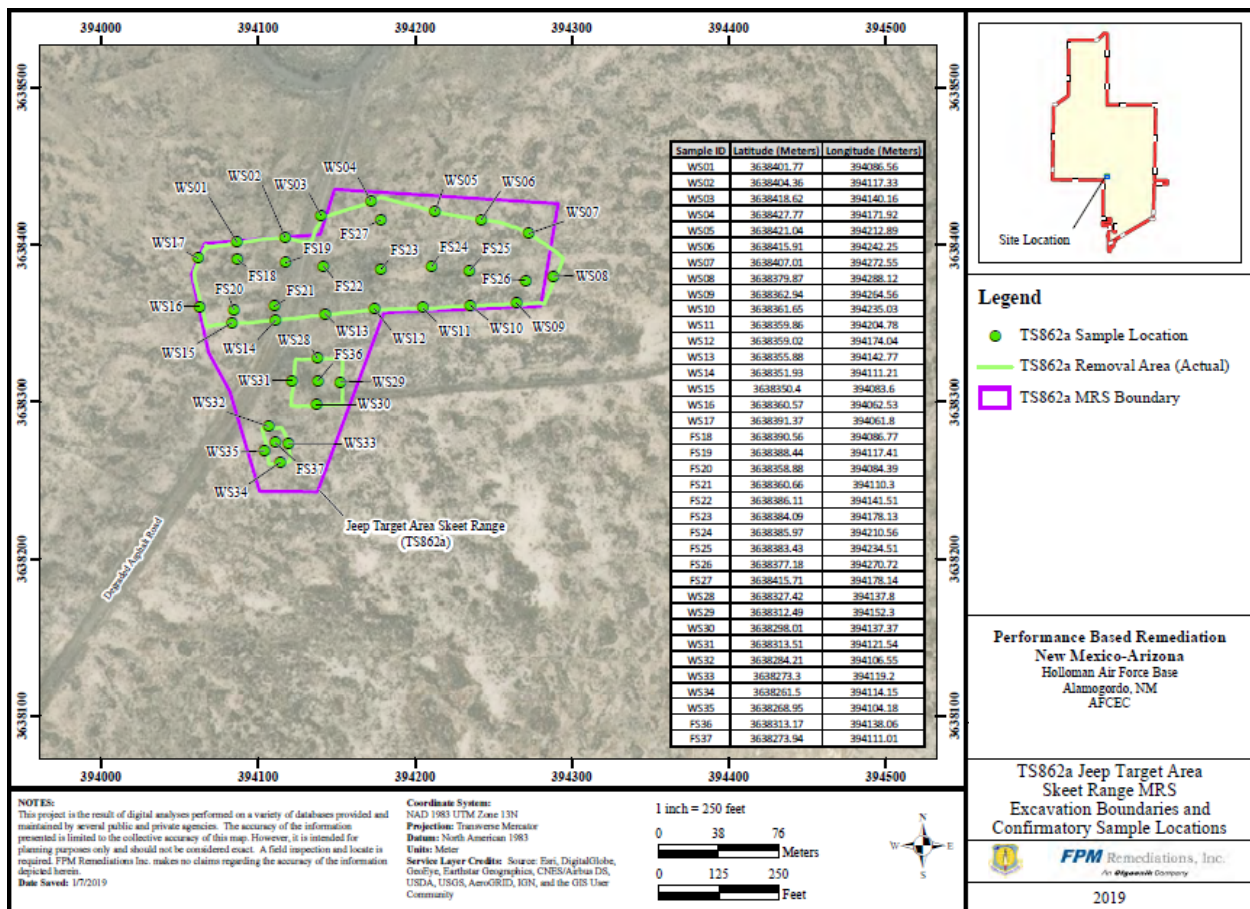 394000 394100 394200 394300 394400 394500
3638500 3638500
3638400 3638400
3638300 3638300
3638200 3638200
3638100 3638100
394000 394100 394200 394300 394400 394500
WS04
WS03
WS02
WS01
WS05
WS06
WS07
WS17
FS27
FS19
FS23
FS24
FS25
FS18
FS22
FS26
WS08
WS16
FS20
FS21
WS15
WS14
WS13
WS12
WS11
WS10
WS09
WS28
FS36
WS31
WS29
WS30
WS32
WS33
WS35
FS37
WS34
Jeep Target Area Skeet Range
(TS862a)
Degraded Asphalt Road
Sample ID Latitude (Meters) Longitude (Meters)
WS01 3638401.77 394086.56
WS02 3638404.36 394117.33
WS03 3638418.62 394140.16
WS04 3638427.77 394171.92
WS05 3638421.04 394212.89
WS06 3638415.91 394242.25
WS07 3638407.01 394272.55
WS08 3638379.87 394288.12
WS09 3638362.94 394264.56
WS10 3638361.65 394235.03
WS11 3638359.86 394204.78
WS12 3638359.02 394174.04
WS13 3638355.88 394142.77
WS14 3638351.93 394111.21
WS15 3638350.4 394083.6
WS16 3638360.57 394062.53
WS17 3638391.37 394061.8
FS18 3638390.56 394086.77
FS19 3638388.44 394117.41
FS20 3638358.88 394084.39
FS21 3638360.66 394110.3
FS22 3638386.11 394141.51
FS23 3638384.09 394178.13
FS24 3638385.97 394210.56
FS25 3638383.43 394234.51
FS26 3638377.18 394270.72
FS27 3638415.71 394178.14
WS28 3638327.42 394137.8
WS29 3638312.49 394152.3
WS30 3638298.01 394137.37
WS31 3638313.51 394121.54
WS32 3638284.21 394106.55
WS33 3638273.3 394119.2
WS34 3638261.5 394114.15
WS35 3638268.95 394104.18
FS36 3638313.17 394138.06
FS37 3638273.94 394111.01
Site Location
Legend
TS862a Sample Location
TS862a Removal Area (Actual)
TS862a MRS Boundary
Performance Based Remediation
New Mexico-Arizona
Holloman Air Force Base
Alamogordo, NM
AFCEC
TS862a Jeep Target Area
Skeet Range MRS
Excavation Boundaries and
Confirmatory Sample Locations
FPM Remediations, Inc.
An Olgoonik Company
2019
NOTES:
This project is the result of digital analyses performed on a variety of databases provided and
maintained by several public and private agencies. The accuracy of the information
presented is limited to the collective accuracy of this map. However, it is intended for
planning purposes only and should not be considered exact. A field inspection and locate is
required. FPM Remediations Inc. makes no claims regarding the accuracy of the information
depicted herein.
Date Saved: 1/7/2019
Coordinate System:
NAD 1983 UTM Zone 13N
Projection: Transverse Mercator
Datum: North American 1983
Units: Meter
Service Layer Credits: Source: Esri, DigitalGlobe,
GeoEye, Earthstar Geographics, CNES/Airbus DS,
USDA, USGS, AeroGRID, IGN, and the GIS User
Community
1 inch = 250 feet
0 38 76
Meters
0 125 250
Feet
N
W E
S